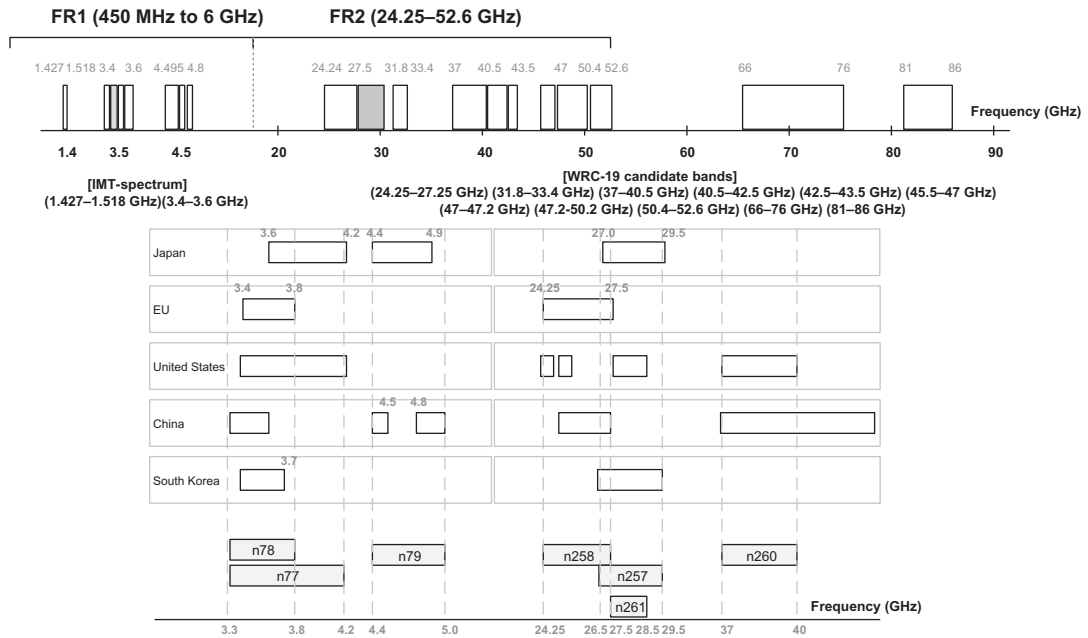 FR1 (450 MHz to 6 GHz) FR2 (24.25–52.6 GHz)
1.427 1.518 3.4 3.6 4.495 4.8 24.24 27.5 31.8 33.4 37 40.5 43.5 47 50.4 52.6 66 76 81 86
Frequency (GHz)
1.4 3.5 4.5 20 30 40 50 60 70 80 90
[IMT-spectrum] [WRC-19 candidate bands]
(1.427–1.518 GHz)(3.4–3.6 GHz) (24.25–27.25 GHz) (31.8–33.4 GHz) (37–40.5 GHz) (40.5–42.5 GHz) (42.5–43.5 GHz) (45.5–47 GHz)
(47–47.2 GHz) (47.2-50.2 GHz) (50.4–52.6 GHz) (66–76 GHz) (81–86 GHz)
3.6 4.2 4.4 4.9 27.0 29.5
Japan
3.4 3.8 24.25 27.5
EU
United States
4.5 4.8
China
3.7
South Korea
n78 n79 n258 n260
n77 n257
n261
Frequency (GHz)
3.3 3.8 4.2 4.4 5.0 24.25 26.5 27.5 28.5 29.5 37 40